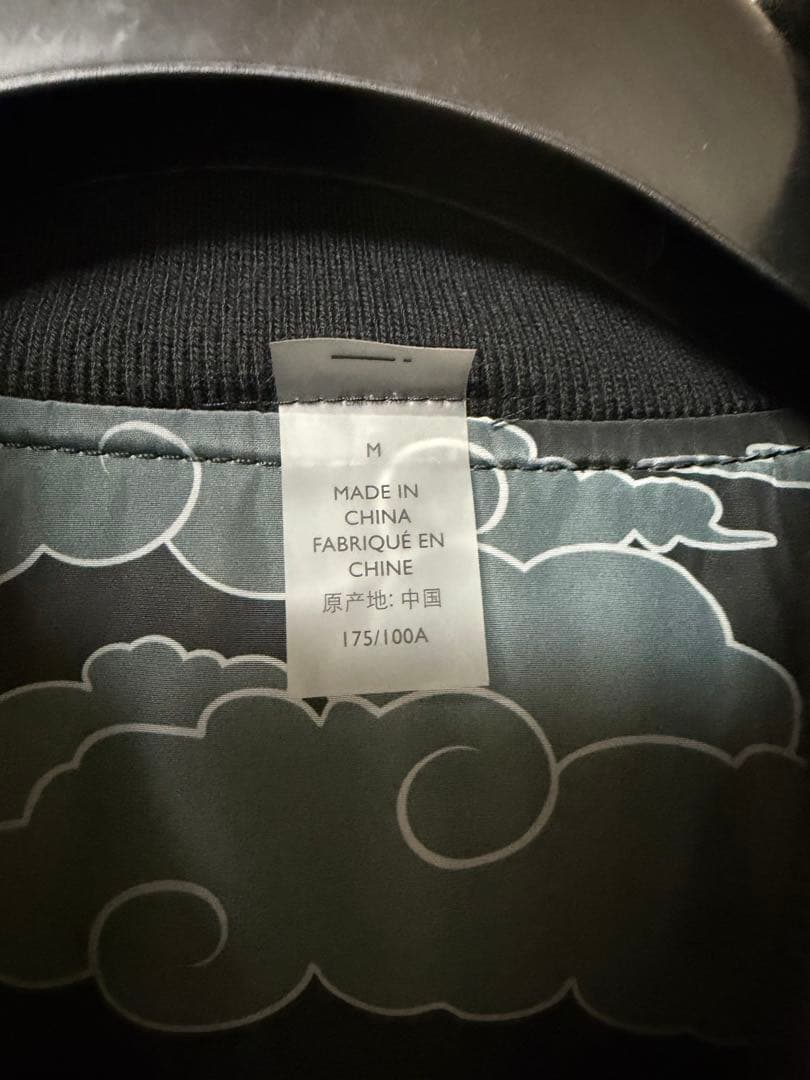 M
MADE IN
CHINA
FABRIQUÉ EN
CHINE
原产地: 中国
175/100A